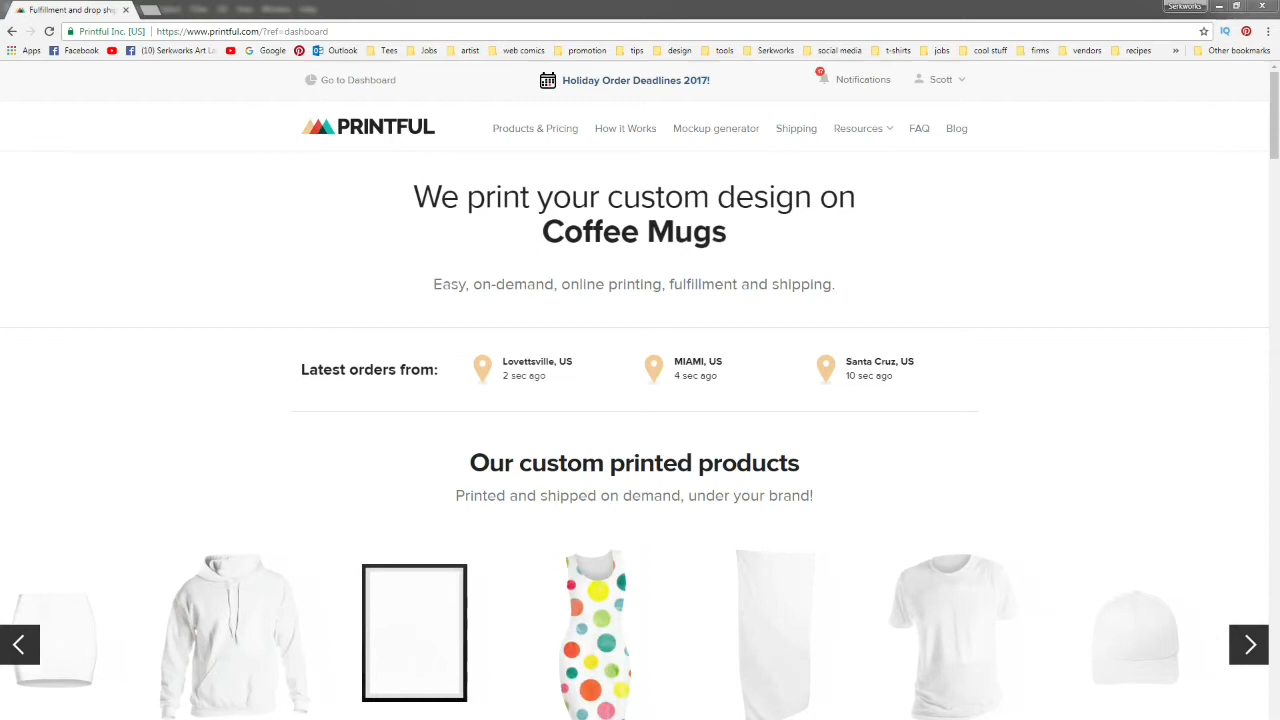 Fulfillment and drop ship
Serkworks
Printful Inc. [US]
https://www.printful.com/?ref=dashboard
Apps
Facebook
(10) Serkworks Art La
Google
Outlook
Tees
Jobs
artist
web comics
promotion
tips
design
tools
Serkworks
social media
t-shirts
jobs
cool stuff
firms
vendors
recipes
»
Other bookmarks
Go to Dashboard
Holiday Order Deadlines 2017!
Notifications
Scott
PRINTFUL
Products & Pricing
How it Works
Mockup generator
Shipping
Resources
FAQ
Blog
We print your custom design on
Coffee Mugs
Easy, on-demand, online printing, fulfillment and shipping.
Latest orders from:
Lovettsville, US
2 sec ago
MIAMI, US
4 sec ago
Santa Cruz, US
10 sec ago
Our custom printed products
Printed and shipped on demand, under your brand!